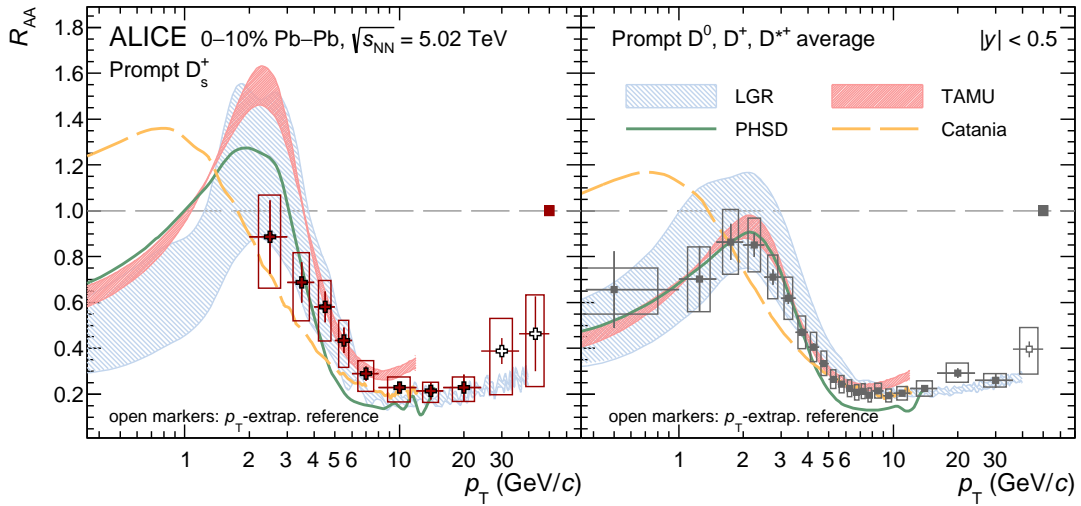 R_AA
ALICE 0–10% Pb–Pb, √s_NN = 5.02 TeV
Prompt D_s^+
1.8
1.6
1.4
1.2
1.0
0.8
0.6
0.4
0.2
open markers: p_T-extrap. reference
1 2 3 4 5 6 10 20 30
p_T (GeV/c)
Prompt D^0, D^+, D^*+ average |y| < 0.5
LGR TAMU
PHSD Catania
open markers: p_T-extrap. reference
1 2 3 4 5 6 10 20 30
p_T (GeV/c)